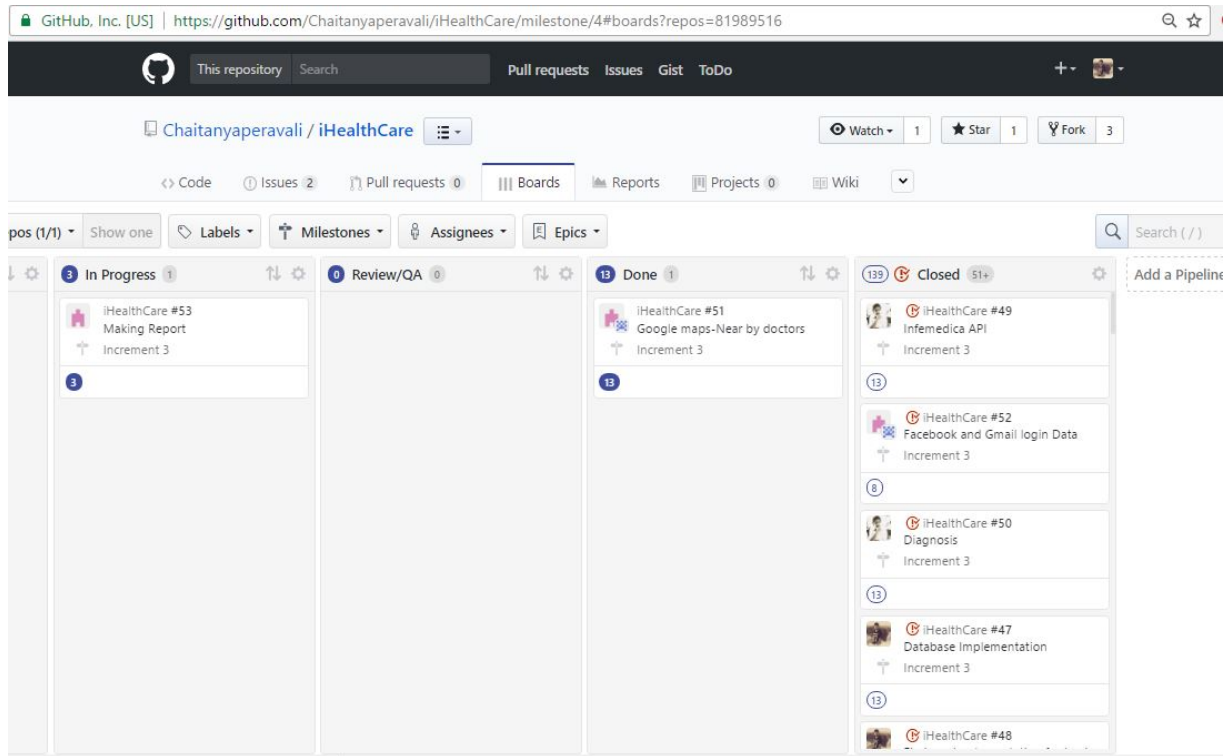 GitHub, Inc. [US] | https://github.com/Chaitanyaperavali/iHealthCare/milestone/4#boards?repos=81989516
This repository Search Pull requests Issues Gist ToDo
Chaitanyaperavali / iHealthCare
Watch 1 Star 1 Fork 3
Code Issues 2 Pull requests 0 Boards Reports Projects 0 Wiki
pos (1/1) Show one Labels Milestones Assignees Epics Search ( / )
3 In Progress 1
iHealthCare #53
Making Report
Increment 3
3
0 Review/QA 0
13 Done 1
iHealthCare #51
Google maps-Near by doctors
Increment 3
13
139 Closed 51+
iHealthCare #49
Infemedica API
Increment 3
13
iHealthCare #52
Facebook and Gmail login Data
Increment 3
8
iHealthCare #50
Diagnosis
Increment 3
13
iHealthCare #47
Database Implementation
Increment 3
13
iHealthCare #48
Add a Pipeline